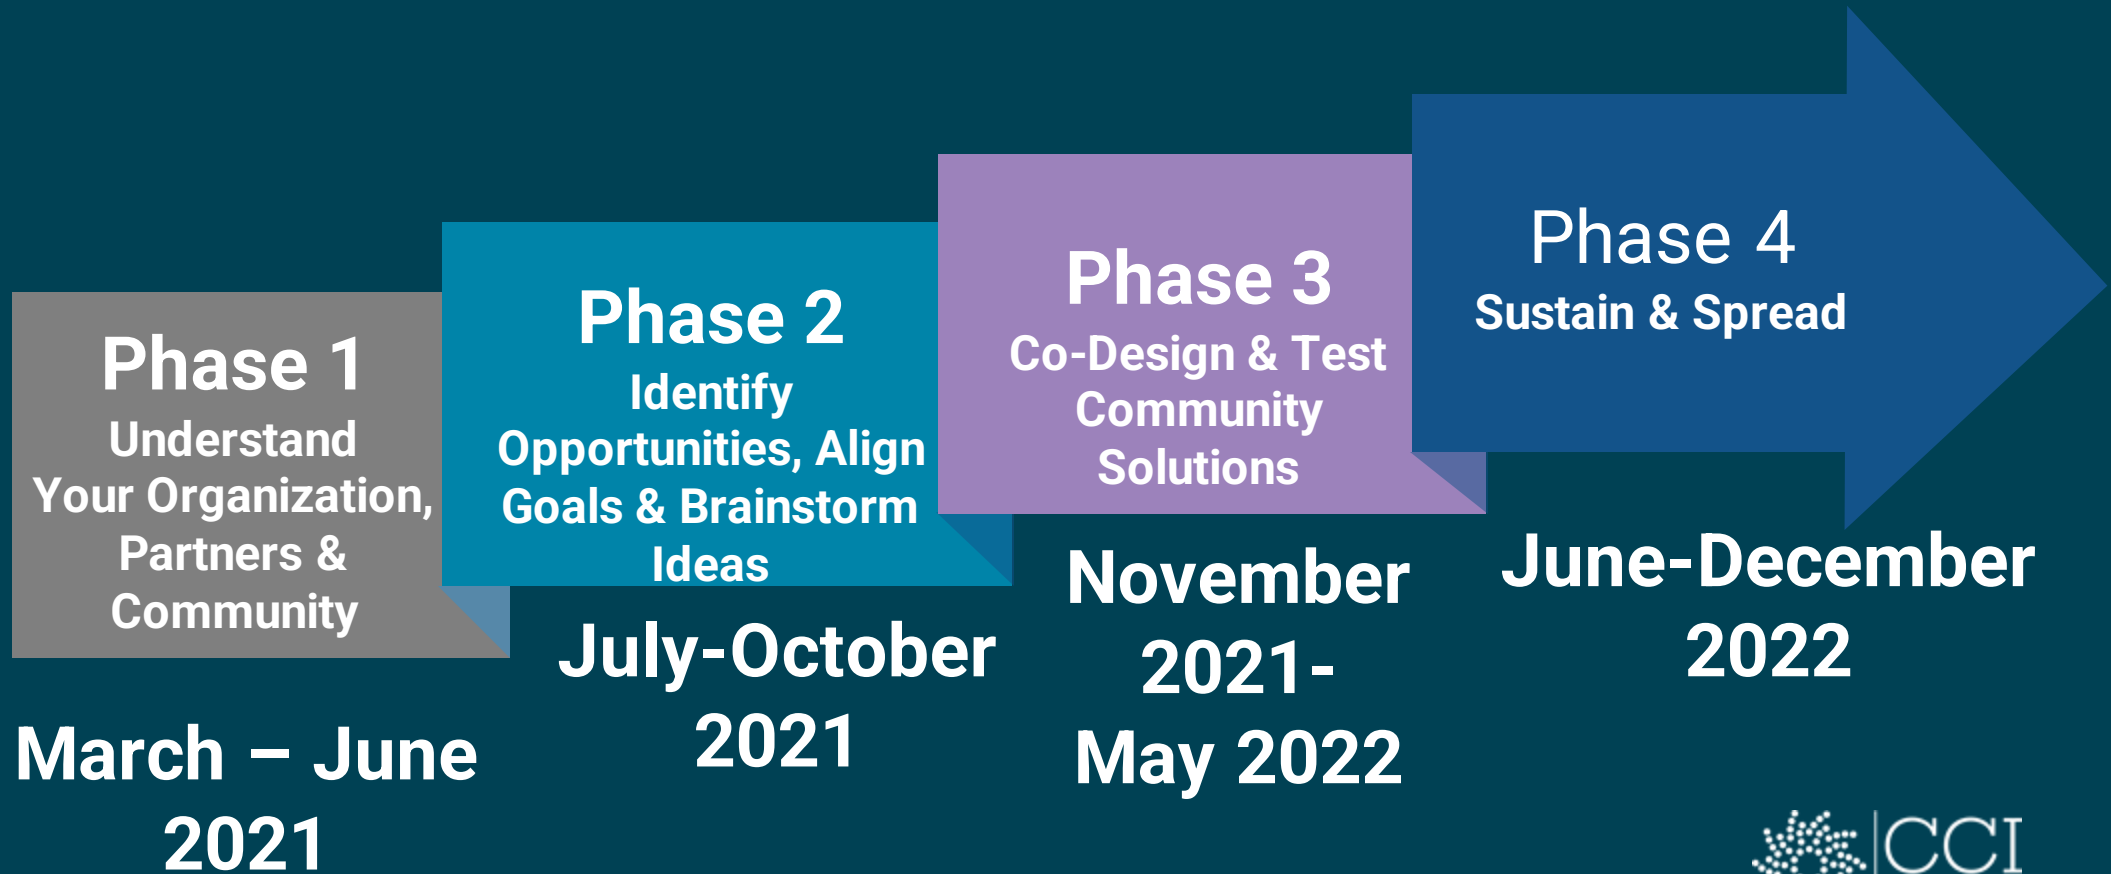 Phase 1
Understand
Your Organization,
Partners &
Community
March – June
2021
Phase 2
Identify
Opportunities, Align
Goals & Brainstorm
Ideas
July-October
2021
Phase 3
Co-Design & Test
Community
Solutions
November
2021-
May 2022
Phase 4
Sustain & Spread
June-December
2022
CCI